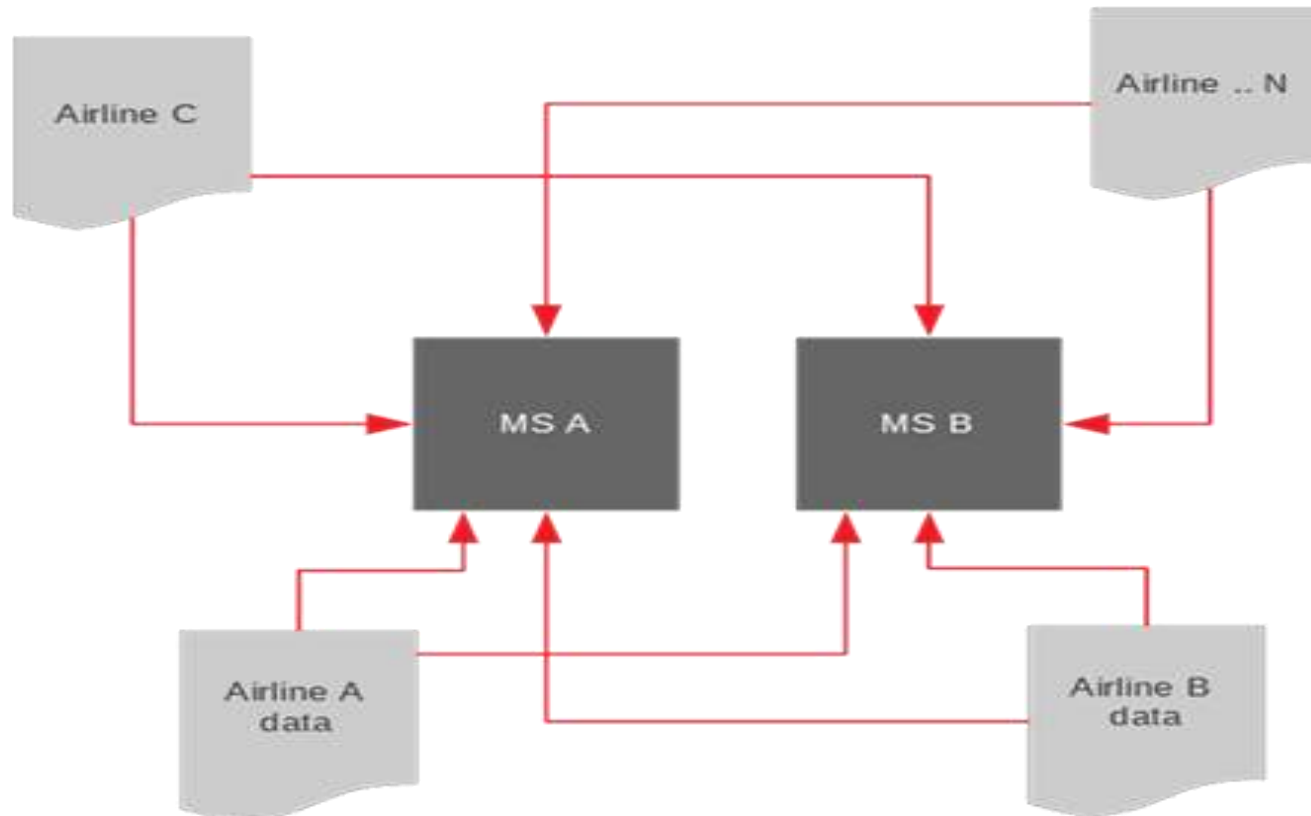 Airline C
Airline .. N
MS A
MS B
Airline A
data
Airline B
data